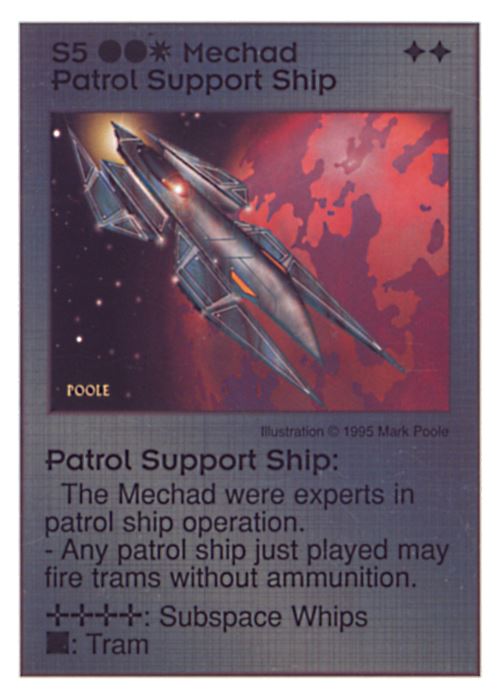 S5 ●●✷ Mechad ✦✦
Patrol Support Ship
POOLE
Illustration © 1995 Mark Poole
Patrol Support Ship:
The Mechad were experts in
patrol ship operation.
- Any patrol ship just played may
fire trams without ammunition.
✢✢✢✢: Subspace Whips
■: Tram